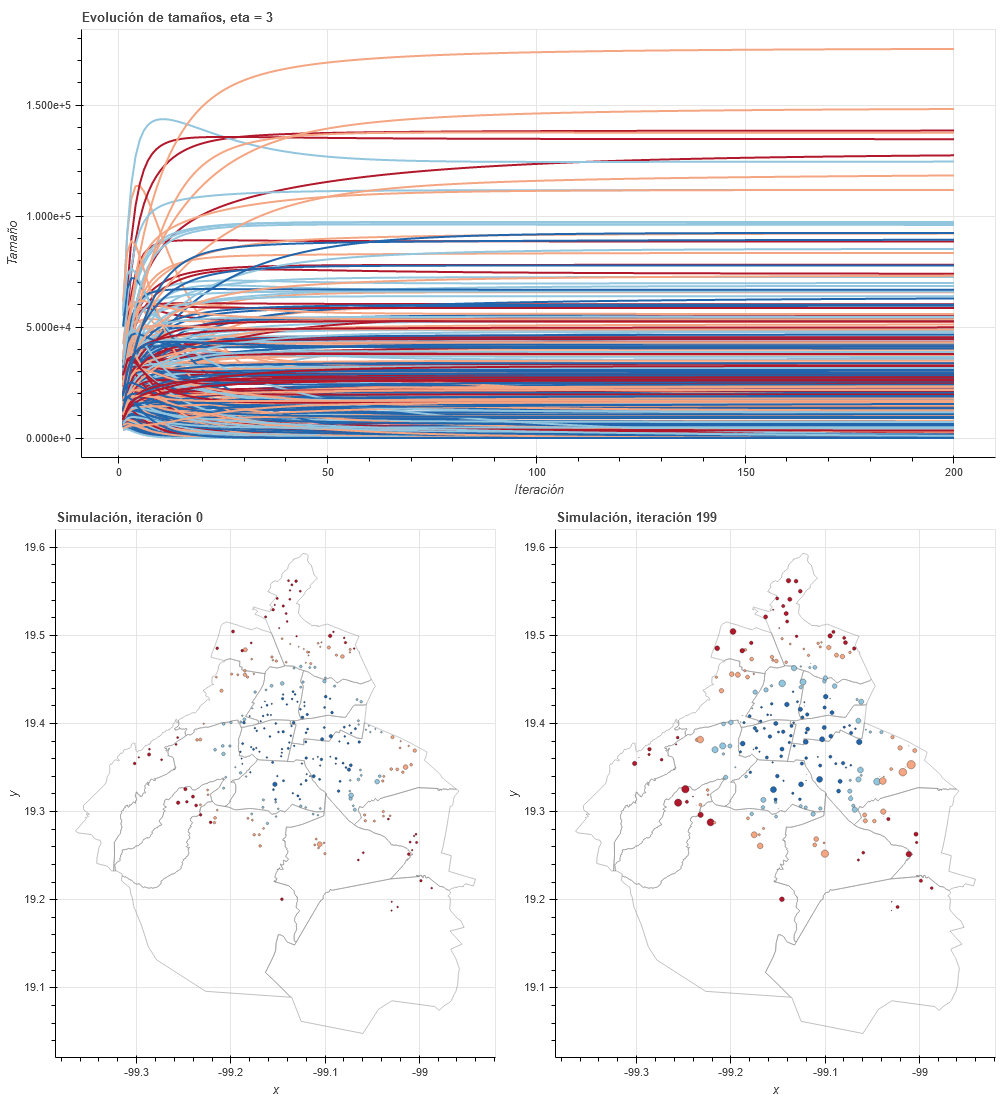 Evolución de tamaños, eta = 3
Tamaño
1.500e+5
1.000e+5
5.000e+4
0.000e+0
0 50 100 150 200
Iteración
Simulación, iteración 0
y
19.6
19.5
19.4
19.3
19.2
19.1
-99.3 -99.2 -99.1 -99
x
Simulación, iteración 199
y
19.6
19.5
19.4
19.3
19.2
19.1
-99.3 -99.2 -99.1 -99
x